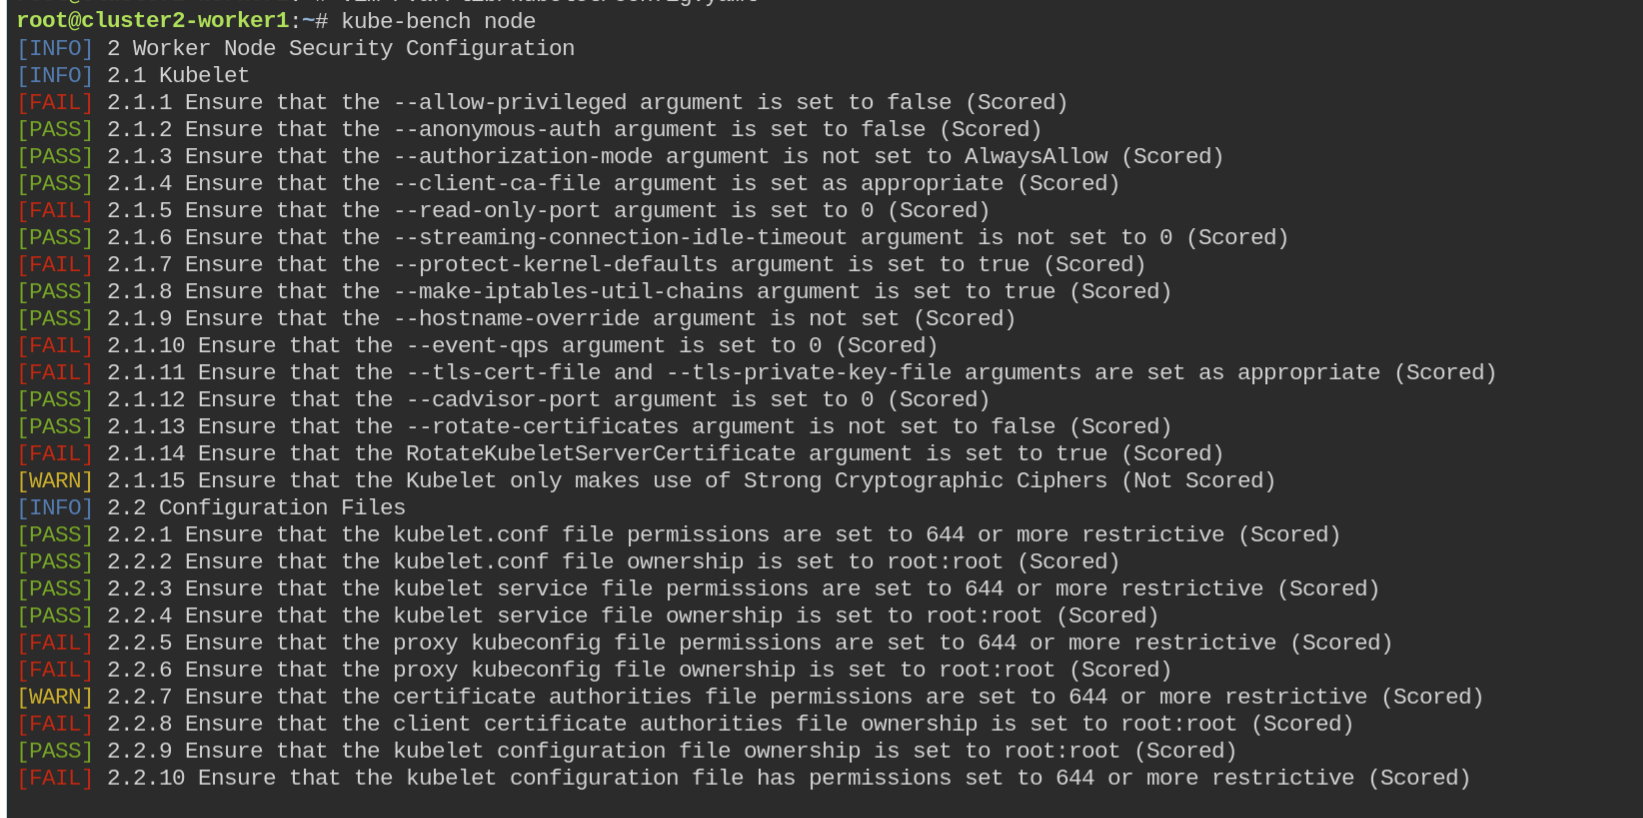 root@cluster2-worker1:~# kube-bench node
[INFO] 2 Worker Node Security Configuration
[INFO] 2.1 Kubelet
[FAIL] 2.1.1 Ensure that the --allow-privileged argument is set to false (Scored)
[PASS] 2.1.2 Ensure that the --anonymous-auth argument is set to false (Scored)
[PASS] 2.1.3 Ensure that the --authorization-mode argument is not set to AlwaysAllow (Scored)
[PASS] 2.1.4 Ensure that the --client-ca-file argument is set as appropriate (Scored)
[FAIL] 2.1.5 Ensure that the --read-only-port argument is set to 0 (Scored)
[PASS] 2.1.6 Ensure that the --streaming-connection-idle-timeout argument is not set to 0 (Scored)
[FAIL] 2.1.7 Ensure that the --protect-kernel-defaults argument is set to true (Scored)
[PASS] 2.1.8 Ensure that the --make-iptables-util-chains argument is set to true (Scored)
[PASS] 2.1.9 Ensure that the --hostname-override argument is not set (Scored)
[FAIL] 2.1.10 Ensure that the --event-qps argument is set to 0 (Scored)
[FAIL] 2.1.11 Ensure that the --tls-cert-file and --tls-private-key-file arguments are set as appropriate (Scored)
[PASS] 2.1.12 Ensure that the --cadvisor-port argument is set to 0 (Scored)
[PASS] 2.1.13 Ensure that the --rotate-certificates argument is not set to false (Scored)
[FAIL] 2.1.14 Ensure that the RotateKubeletServerCertificate argument is set to true (Scored)
[WARN] 2.1.15 Ensure that the Kubelet only makes use of Strong Cryptographic Ciphers (Not Scored)
[INFO] 2.2 Configuration Files
[PASS] 2.2.1 Ensure that the kubelet.conf file permissions are set to 644 or more restrictive (Scored)
[PASS] 2.2.2 Ensure that the kubelet.conf file ownership is set to root:root (Scored)
[PASS] 2.2.3 Ensure that the kubelet service file permissions are set to 644 or more restrictive (Scored)
[PASS] 2.2.4 Ensure that the kubelet service file ownership is set to root:root (Scored)
[FAIL] 2.2.5 Ensure that the proxy kubeconfig file permissions are set to 644 or more restrictive (Scored)
[FAIL] 2.2.6 Ensure that the proxy kubeconfig file ownership is set to root:root (Scored)
[WARN] 2.2.7 Ensure that the certificate authorities file permissions are set to 644 or more restrictive (Scored)
[FAIL] 2.2.8 Ensure that the client certificate authorities file ownership is set to root:root (Scored)
[PASS] 2.2.9 Ensure that the kubelet configuration file ownership is set to root:root (Scored)
[FAIL] 2.2.10 Ensure that the kubelet configuration file has permissions set to 644 or more restrictive (Scored)